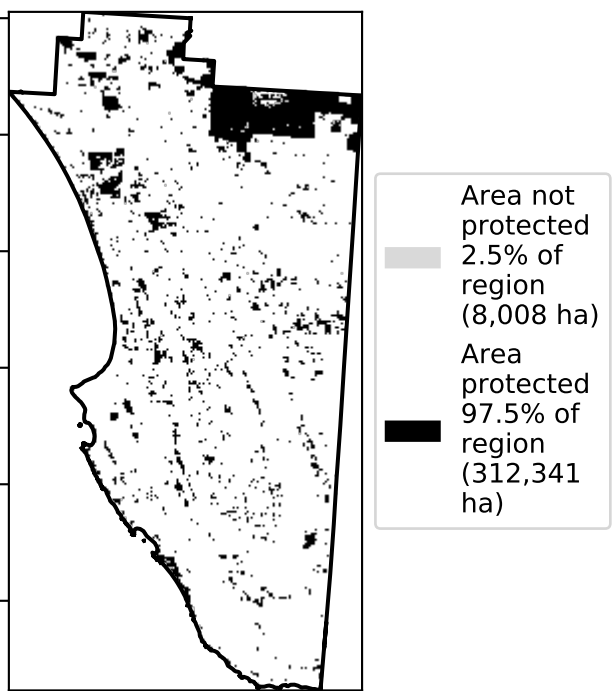 Area not
protected
2.5% of
region
(8,008 ha)
Area
protected
97.5% of
region
(312,341
ha)